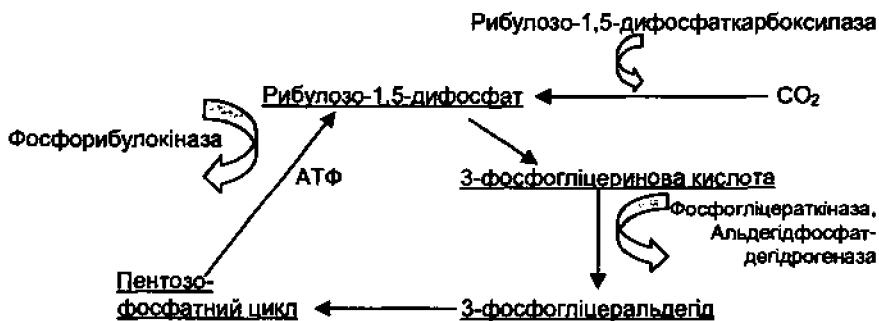 Рибулозо-1,5-дифосфаткарбоксилаза
Рибулозо-1,5-дифосфат
CO₂
Фосфорибулокіназа
АТФ
3-фосфогліцеринова кислота
Фосфогліцераткіназа,
Альдегідфосфат-
дегідрогеназа
Пентозо-
фосфатний цикл
3-фосфогліцеральдегід